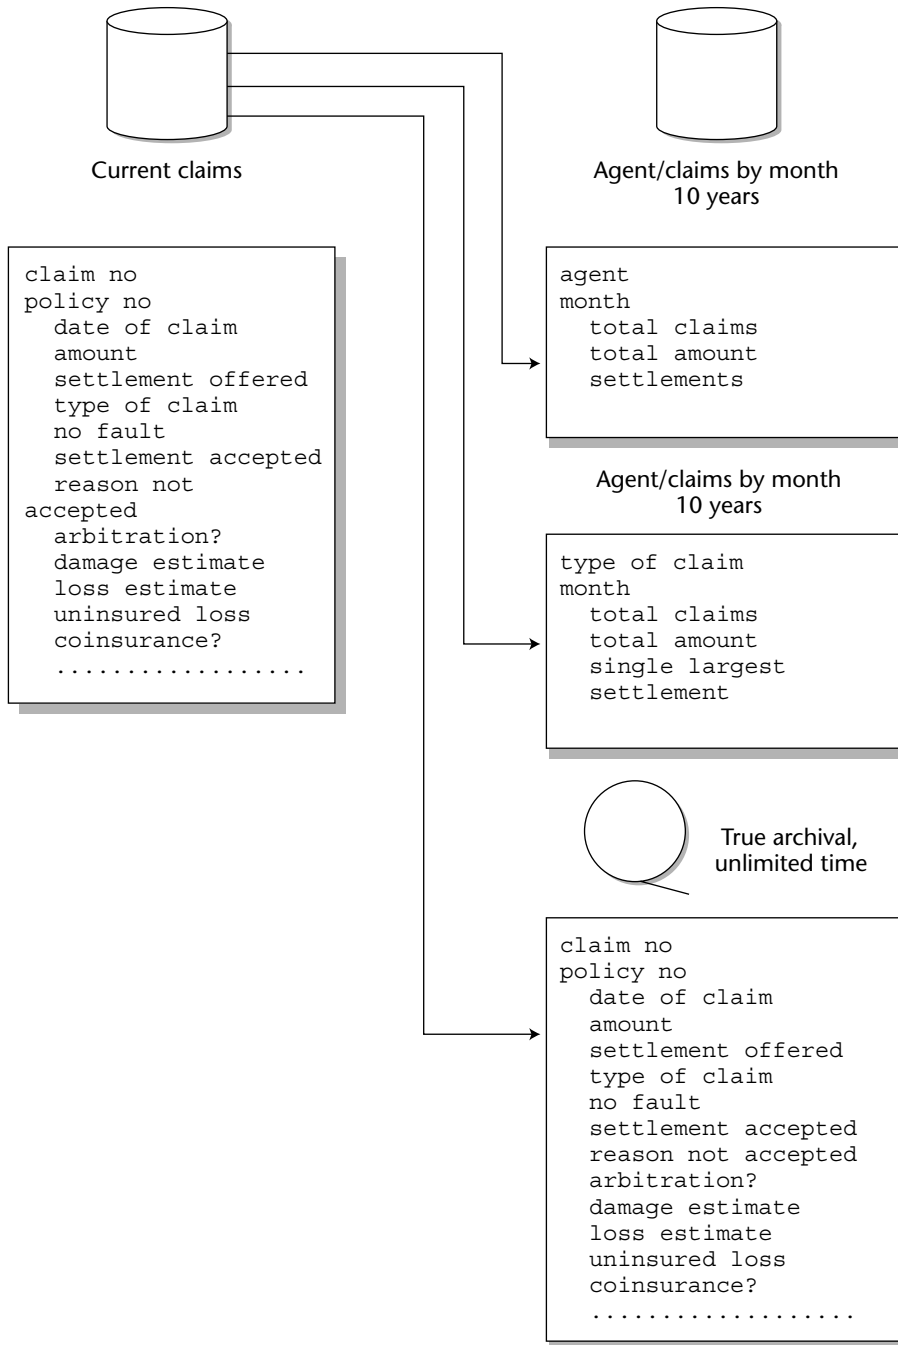 Current claims
claim no
policy no
date of claim
amount
settlement offered
type of claim
no fault
settlement accepted
reason not
accepted
arbitration?
damage estimate
loss estimate
uninsured loss
coinsurance?
..................
Agent/claims by month
10 years
agent
month
total claims
total amount
settlements
Agent/claims by month
10 years
type of claim
month
total claims
total amount
single largest
settlement
True archival,
unlimited time
claim no
policy no
date of claim
amount
settlement offered
type of claim
no fault
settlement accepted
reason not accepted
arbitration?
damage estimate
loss estimate
uninsured loss
coinsurance?
...................